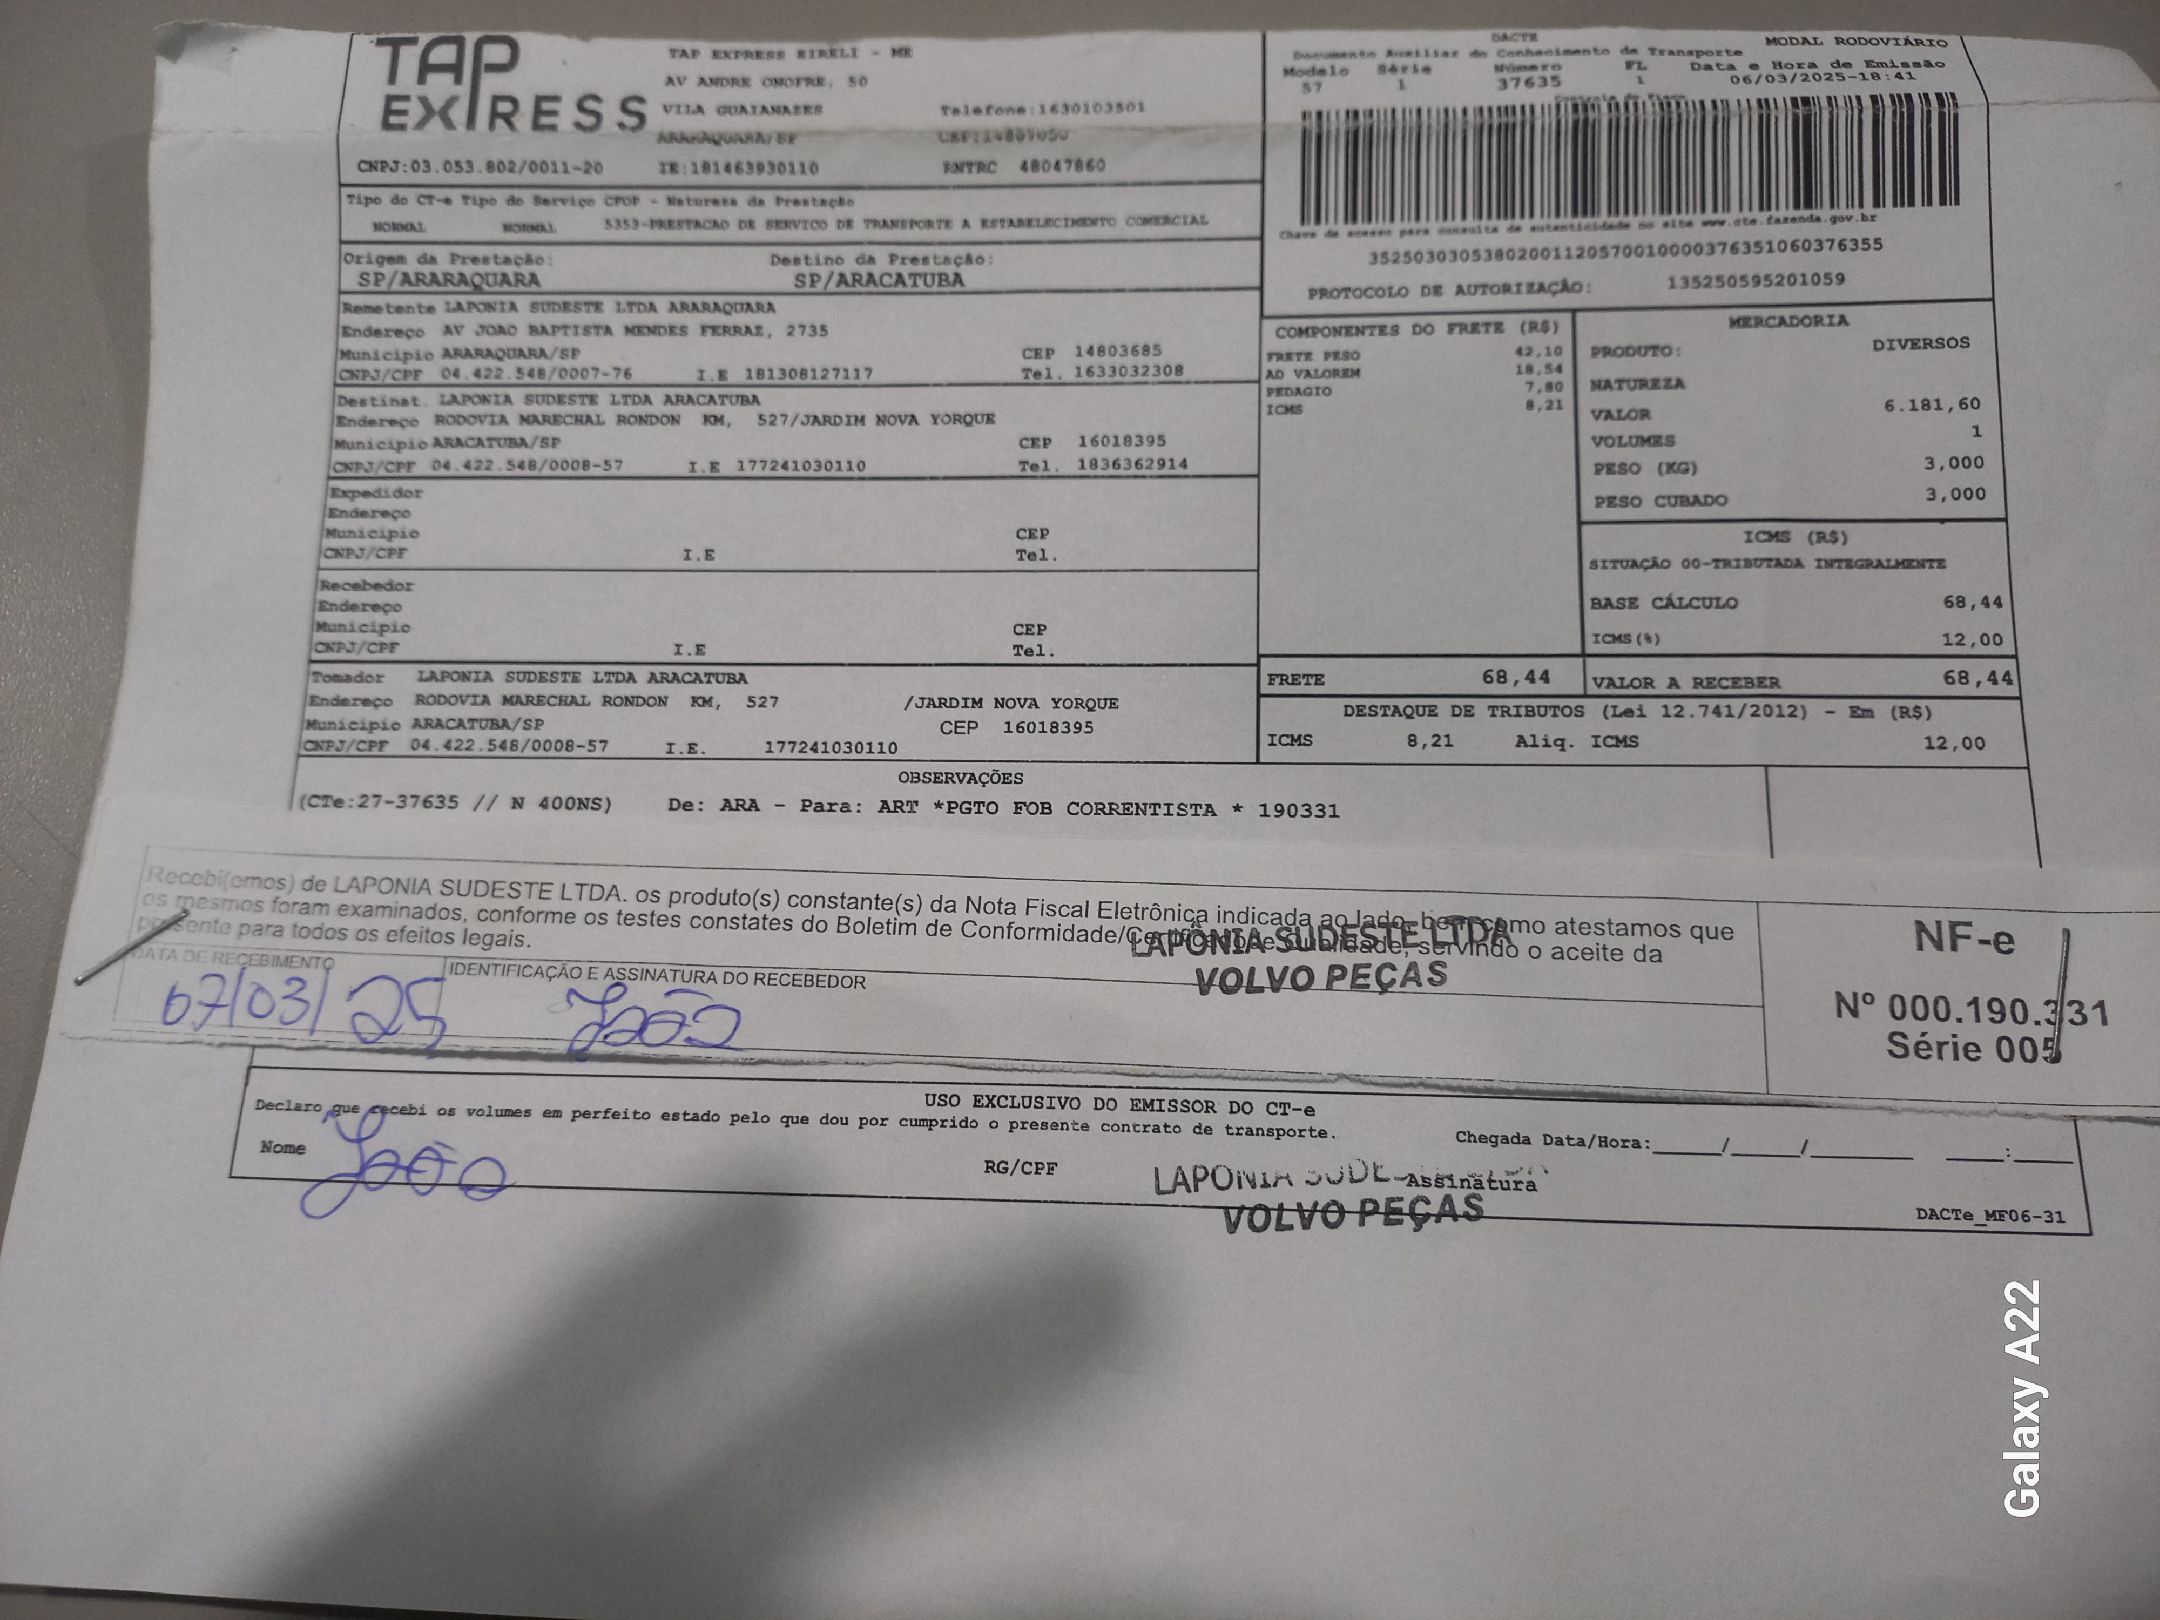 TAP EXPRESS
TAP EXPRESS EIRELI - ME
AV ANDRE ONOFRE, 50
VILA GUAIANASES Telefone:1630103501
ARARAQUARA/SP
CNPJ:03.053.802/0011-20 IE:181463930110 RNTRC 48047860
DACTE MODAL RODOVIÁRIO
Documento Auxiliar do Conhecimento de Transporte
Modelo Série Número FL Data e Hora de Emissão
57 1 37635 1 06/03/2025-18:41
Controle do Fisco
Chave de acesso para consulta de autenticidade no site www.cte.fazenda.gov.br
35250303053802001120570010000376351060376355
PROTOCOLO DE AUTORIZAÇÃO: 135250595201059
Tipo do CT-e Tipo do Serviço CFOP - Natureza da Prestação
NORMAL NORMAL 5353-PRESTACAO DE SERVICO DE TRANSPORTE A ESTABELECIMENTO COMERCIAL
Origem da Prestação: Destino da Prestação:
SP/ARARAQUARA SP/ARACATUBA
Remetente LAPONIA SUDESTE LTDA ARARAQUARA
Endereço AV JOAO BAPTISTA MENDES FERRAZ, 2735
Município ARARAQUARA/SP CEP 14803685
CNPJ/CPF 04.422.548/0007-76 I.E 181308127117 Tel. 1633032308
Destinat. LAPONIA SUDESTE LTDA ARACATUBA
Endereço RODOVIA MARECHAL RONDON KM, 527/JARDIM NOVA YORQUE
Município ARACATUBA/SP CEP 16018395
CNPJ/CPF 04.422.548/0008-57 I.E 177241030110 Tel. 1836362914
Expedidor
Endereço
Município CEP
CNPJ/CPF I.E Tel.
Recebedor
Endereço
Município CEP
CNPJ/CPF I.E Tel.
Tomador LAPONIA SUDESTE LTDA ARACATUBA
Endereço RODOVIA MARECHAL RONDON KM, 527 /JARDIM NOVA YORQUE
Município ARACATUBA/SP CEP 16018395
CNPJ/CPF 04.422.548/0008-57 I.E. 177241030110
COMPONENTES DO FRETE (R$)
FRETE PESO 42,10
AD VALOREM 18,54
PEDAGIO 7,80
ICMS 8,21
MERCADORIA
PRODUTO: DIVERSOS
NATUREZA
VALOR 6.181,60
VOLUMES 1
PESO (KG) 3,000
PESO CUBADO 3,000
ICMS (R$)
SITUAÇÃO 00-TRIBUTADA INTEGRALMENTE
BASE CÁLCULO 68,44
ICMS(%) 12,00
FRETE 68,44 VALOR A RECEBER 68,44
DESTAQUE DE TRIBUTOS (Lei 12.741/2012) - Em (R$)
ICMS 8,21 Aliq. ICMS 12,00
OBSERVAÇÕES
(CTe:27-37635 // N 400NS) De: ARA - Para: ART *PGTO FOB CORRENTISTA * 190331
Recebi(emos) de LAPONIA SUDESTE LTDA. os produto(s) constante(s) da Nota Fiscal Eletrônica indicada ao lado, bem como atestamos que
os mesmos foram examinados, conforme os testes constates do Boletim de Conformidade/Certificado de qualidade, servindo o aceite da
presente para todos os efeitos legais.
LAPÔNIA SUDESTE LTDA
VOLVO PEÇAS
DATA DE RECEBIMENTO IDENTIFICAÇÃO E ASSINATURA DO RECEBEDOR
07/03/25 João
NF-e
Nº 000.190.331
Série 005
USO EXCLUSIVO DO EMISSOR DO CT-e
Declaro que recebi os volumes em perfeito estado pelo que dou por cumprido o presente contrato de transporte.
Chegada Data/Hora:_____/_____/_______ ____:____
Nome João RG/CPF Assinatura
LAPONIA
VOLVO PEÇAS
DACTe_MF06-31
Galaxy A22